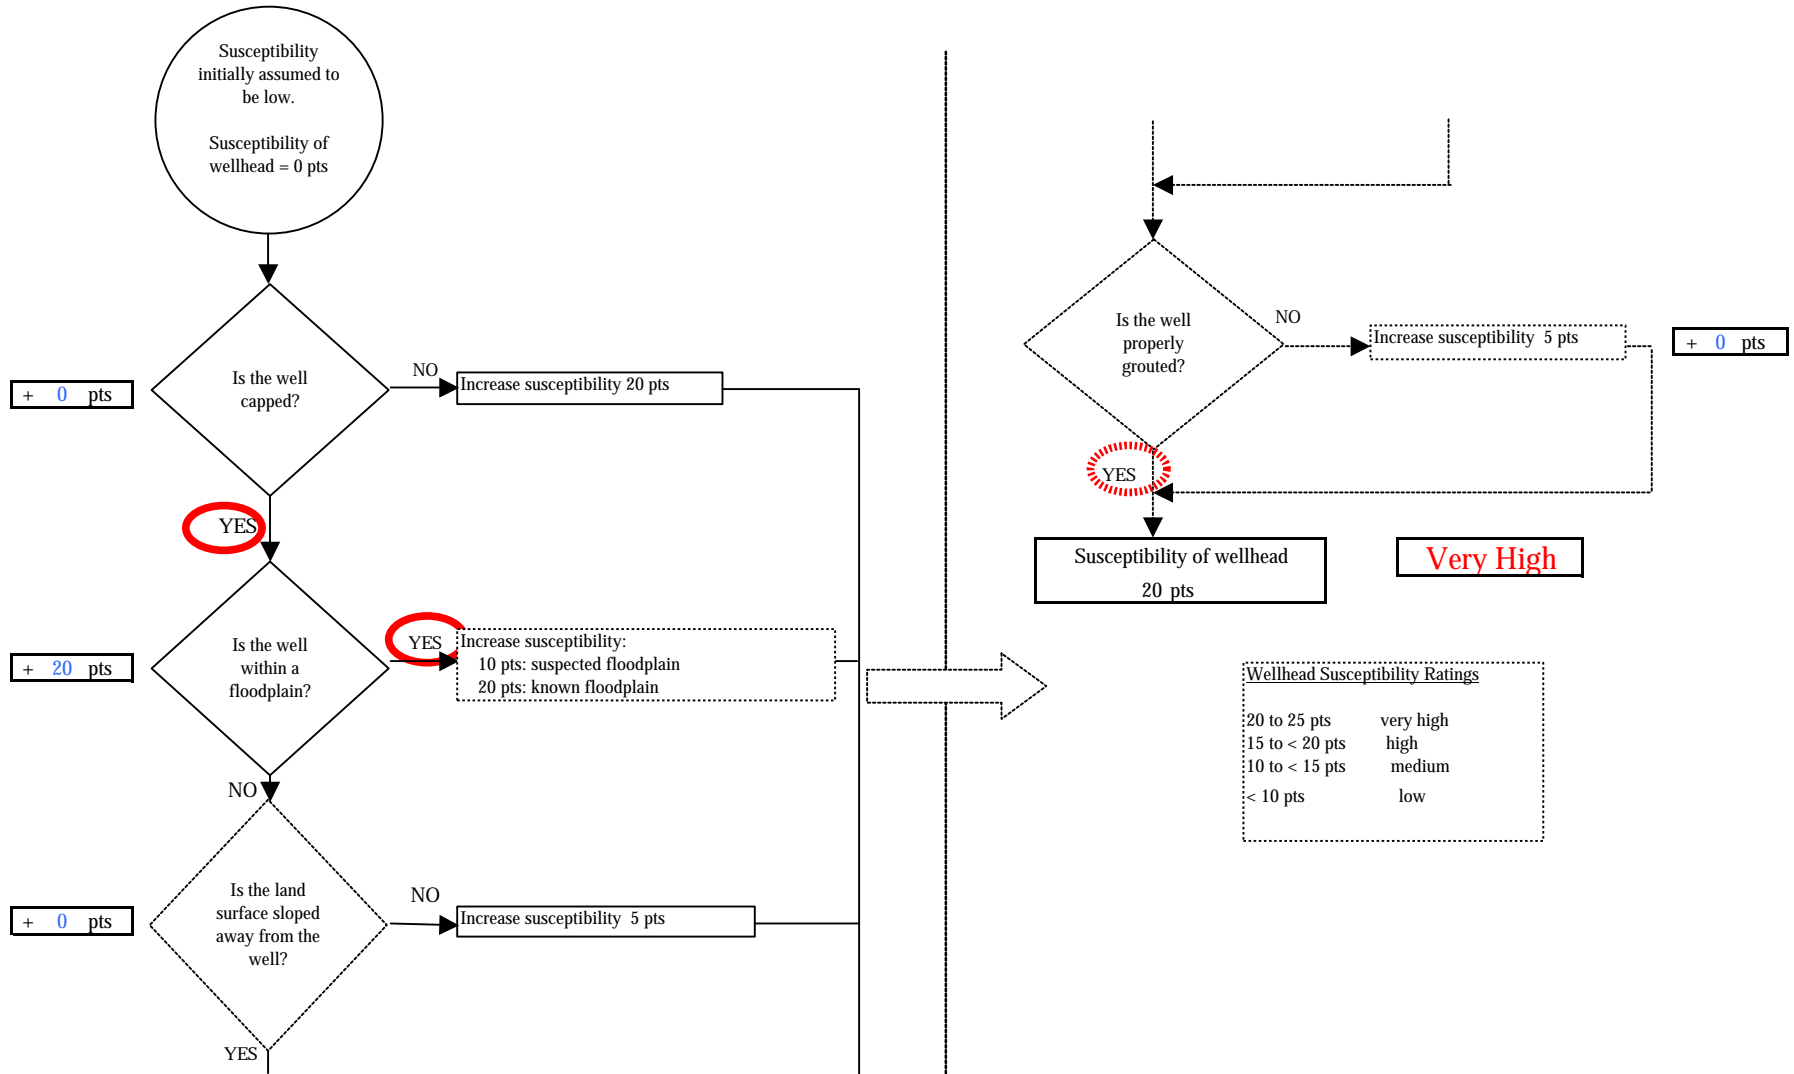 Susceptibility
initially assumed to
be low.
Susceptibility of
wellhead = 0 pts
Is the well
capped?
NO
Increase susceptibility 20 pts
+ 0 pts
YES
Is the well
within a
floodplain?
YES
Increase susceptibility:
10 pts: suspected floodplain
20 pts: known floodplain
+ 20 pts
NO
Is the land
surface sloped
away from the
well?
NO
Increase susceptibility 5 pts
+ 0 pts
YES
Is the well
properly
grouted?
NO
Increase susceptibility 5 pts
+ 0 pts
YES
Susceptibility of wellhead
20 pts
Very High
Wellhead Susceptibility Ratings
20 to 25 pts very high
15 to < 20 pts high
10 to < 15 pts medium
< 10 pts low